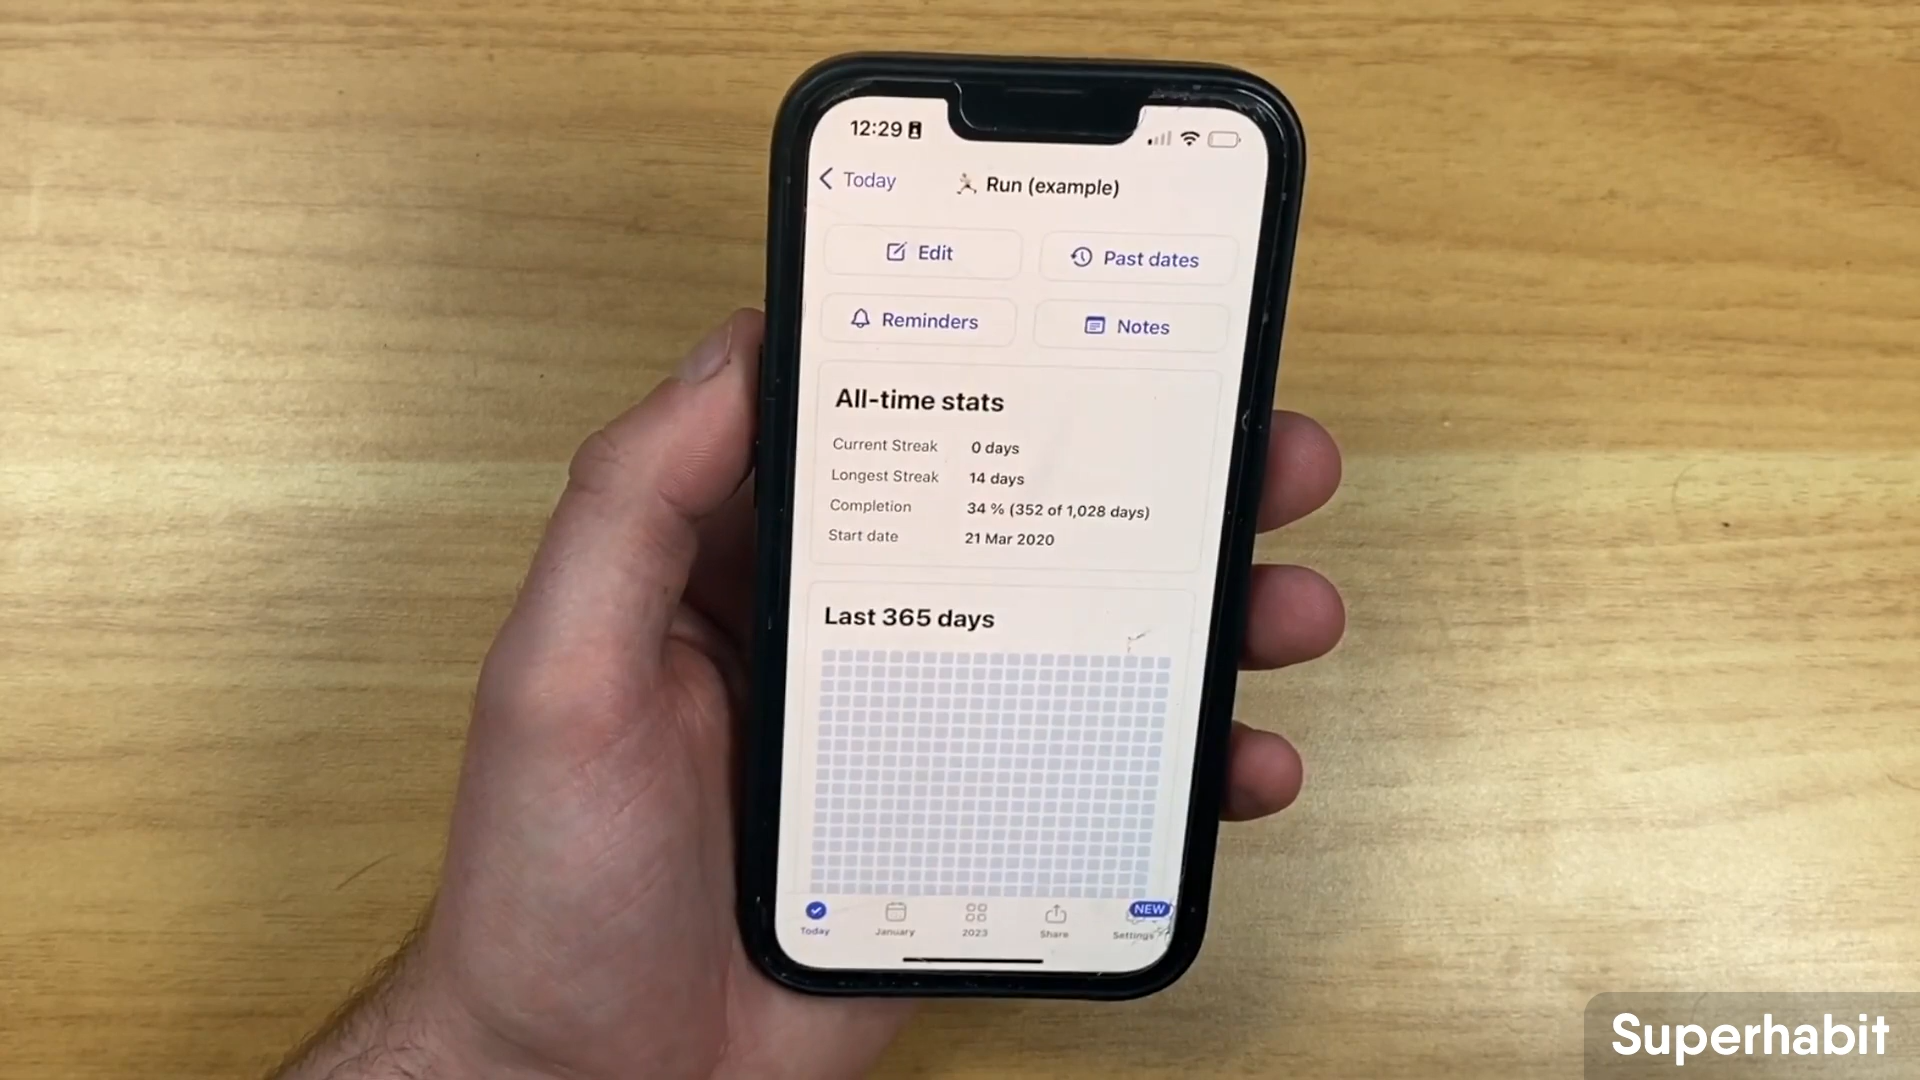 12:29
Today
Run (example)
Edit
Past dates
Reminders
Notes
All-time stats
Current Streak 0 days
Longest Streak 14 days
Completion 34 % (352 of 1,028 days)
Start date 21 Mar 2020
Last 365 days
NEW
Today January 2023 Share Settings
Superhabit